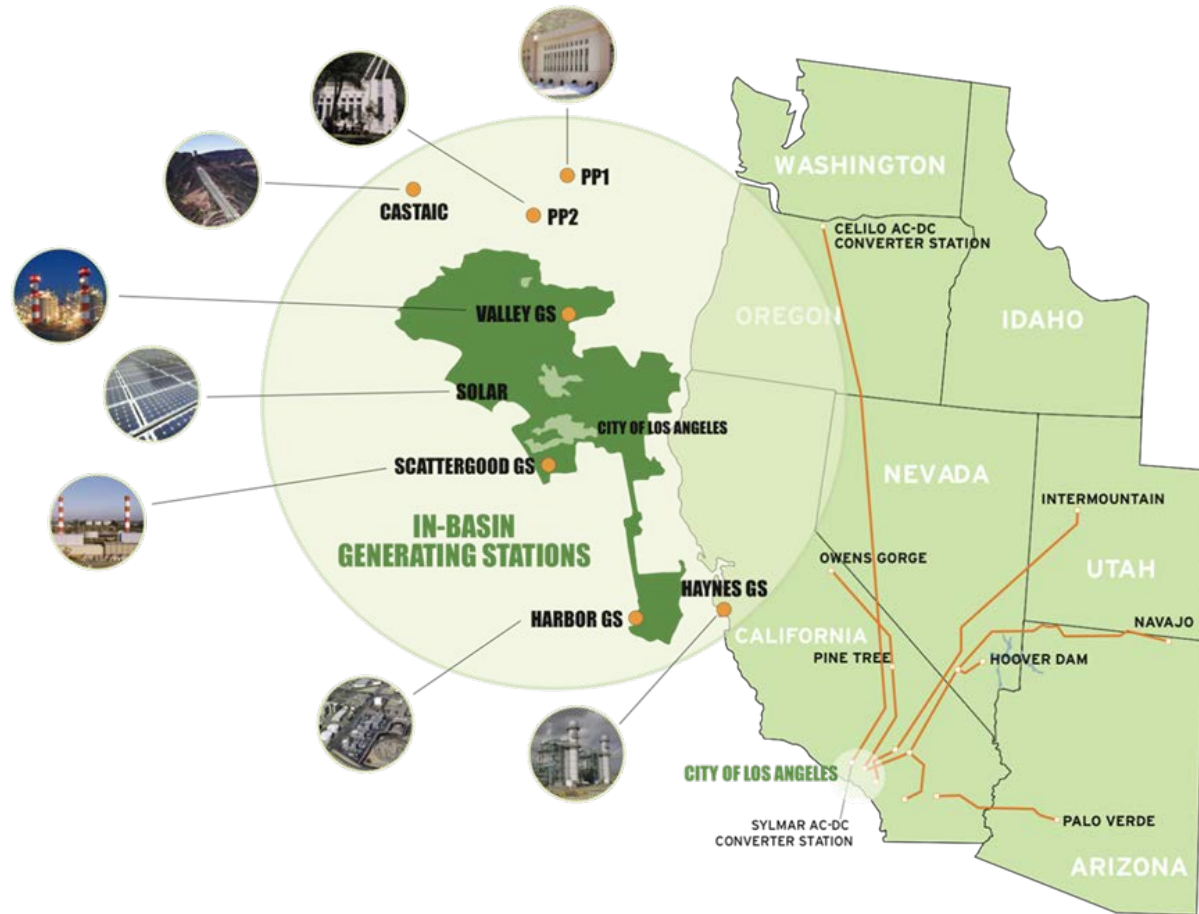 PP1
CASTAIC
PP2
VALLEY GS
SOLAR
CITY OF LOS ANGELES
SCATTERGOOD GS
IN-BASIN
GENERATING STATIONS
HARBOR GS
HAYNES GS
WASHINGTON
CELILO AC-DC
CONVERTER STATION
OREGON
IDAHO
NEVADA
INTERMOUNTAIN
OWENS GORGE
UTAH
NAVAJO
CALIFORNIA
PINE TREE
HOOVER DAM
CITY OF LOS ANGELES
SYLMAR AC-DC
CONVERTER STATION
PALO VERDE
ARIZONA